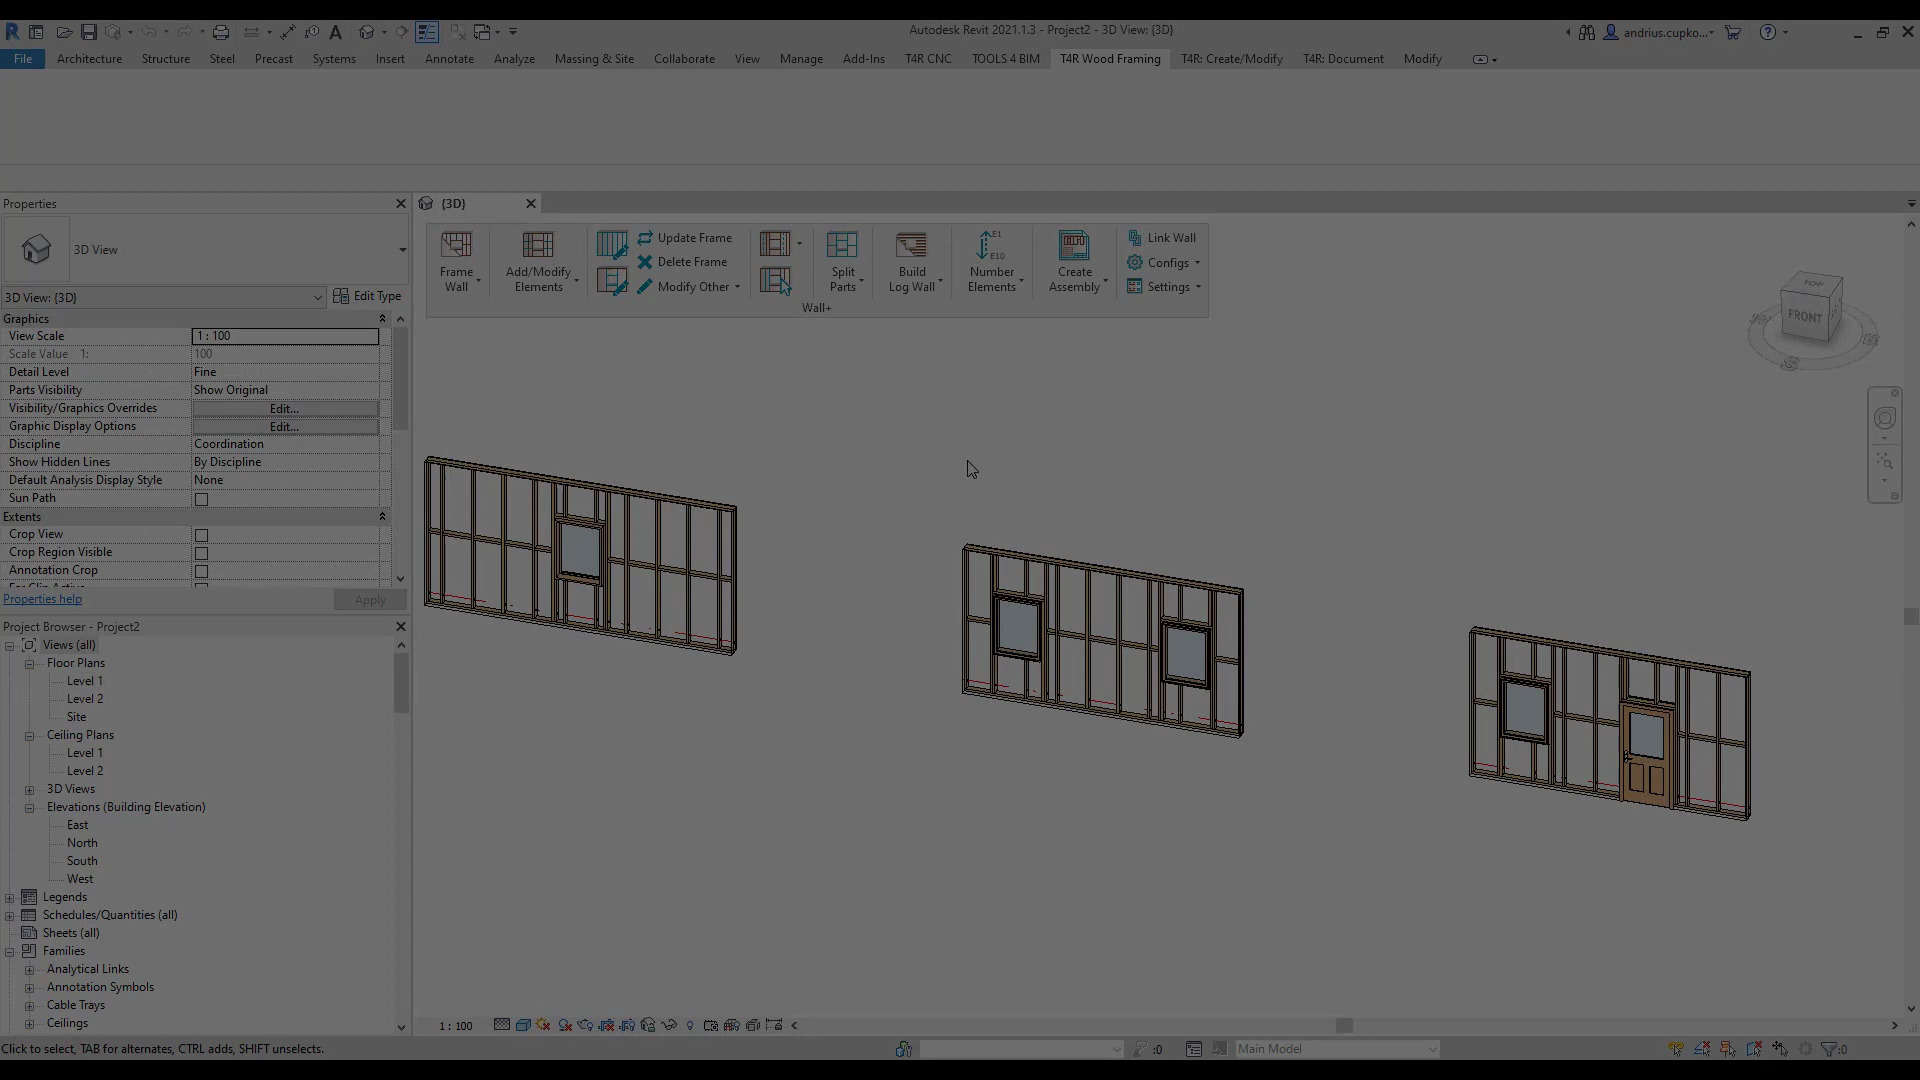 Autodesk Revit 2021.1.3 - Project2 - 3D View: {3D}
andrius.cupko...
File Architecture Structure Steel Precast Systems Insert Annotate Analyze Massing & Site Collaborate View Manage Add-Ins T4R CNC TOOLS 4 BIM T4R Wood Framing T4R: Create/Modify T4R: Document Modify
Properties
{3D}
3D View
Frame Wall
Add/Modify Elements
Update Frame
Delete Frame
Modify Other
Split Parts
Build Log Wall
E1
E10
Number Elements
Create Assembly
Link Wall
Configs
Settings
Wall+
TOP
FRONT
S
3D View: {3D}
Edit Type
Graphics
View Scale 1 : 100
Scale Value 1: 100
Detail Level Fine
Parts Visibility Show Original
Visibility/Graphics Overrides Edit...
Graphic Display Options Edit...
Discipline Coordination
Show Hidden Lines By Discipline
Default Analysis Display Style None
Sun Path
Extents
Crop View
Crop Region Visible
Annotation Crop
Properties help
Apply
Project Browser - Project2
Views (all)
Floor Plans
Level 1
Level 2
Site
Ceiling Plans
Level 1
Level 2
3D Views
Elevations (Building Elevation)
East
North
South
West
Legends
Schedules/Quantities (all)
Sheets (all)
Families
Analytical Links
Annotation Symbols
Cable Trays
Ceilings
1 : 100
Click to select, TAB for alternates, CTRL adds, SHIFT unselects.
:0
Main Model
:0